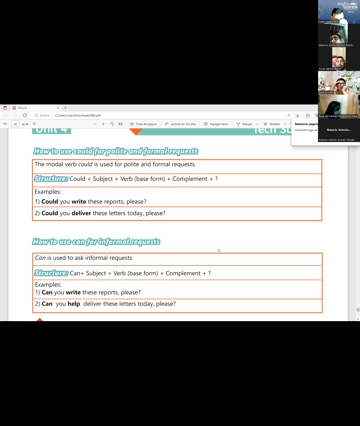 Unit 4
Tech Su
How to use could for polite and formal requests
The modal verb could is used for polite and formal requests.
Structure: Could + Subject + Verb (base form) + Complement + ?
Examples:
1) Could you write these reports, please?
2) Could you deliver these letters today, please?
How to use can for informal requests
Can is used to ask informal requests.
Structure: Can+ Subject + Verb (base form) + Complement + ?
Examples:
1) Can you write these reports, please?
2) Can you help deliver these letters today, please?